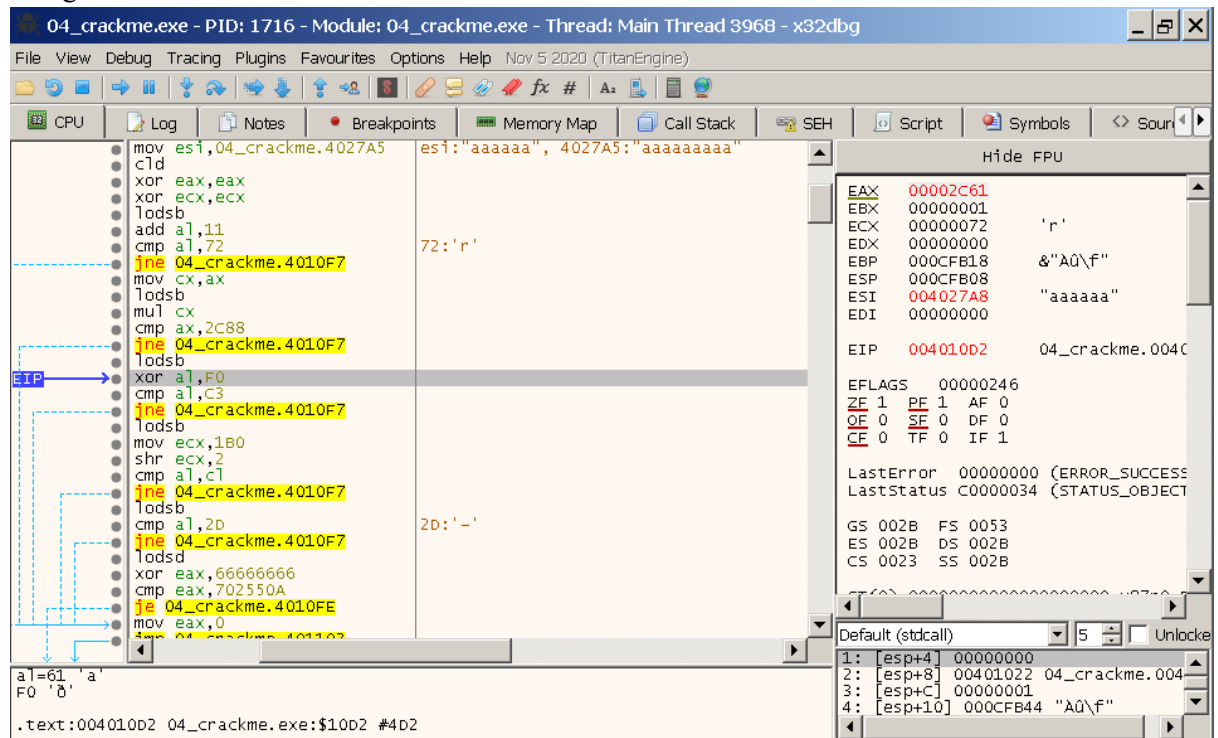 04_crackme.exe - PID: 1716 - Module: 04_crackme.exe - Thread: Main Thread 3968 - x32dbg
File View Debug Tracing Plugins Favourites Options Help Nov 5 2020 (TitanEngine)
CPU Log Notes Breakpoints Memory Map Call Stack SEH Script Symbols
mov esi,04_crackme.4027A5 esi:"aaaaaa", 4027A5:"aaaaaaaaa"
cld
xor eax,eax
xor ecx,ecx
lodsb
add al,11
cmp al,72 72:'r'
jne 04_crackme.4010F7
mov cx,ax
lodsb
mul cx
cmp ax,2C88
jne 04_crackme.4010F7
lodsb
EIP xor al,F0
cmp al,C3
jne 04_crackme.4010F7
lodsb
mov ecx,1B0
shr ecx,2
cmp al,cl
jne 04_crackme.4010F7
lodsb
cmp al,2D 2D:'-'
jne 04_crackme.4010F7
lodsd
xor eax,66666666
cmp eax,702550A
je 04_crackme.4010FE
mov eax,0
al=61 'a'
F0 'ð'
.text:004010D2 04_crackme.exe:$10D2 #4D2
Hide FPU
EAX 00002C61
EBX 00000001
ECX 00000072 'r'
EDX 00000000
EBP 000CFB18 &"Aû\f"
ESP 000CFB08
ESI 004027A8 "aaaaaa"
EDI 00000000
EIP 004010D2
EFLAGS 00000246
ZF 1 PF 1 AF 0
OF 0 SF 0 DF 0
CF 0 TF 0 IF 1
LastError 00000000 (ERROR_SUCCESS
LastStatus C0000034 (STATUS_OBJECT
GS 002B FS 0053
ES 002B DS 002B
CS 0023 SS 002B
Default (stdcall) 5
1: [esp+4] 00000000
2: [esp+8] 00401022 04_crackme.004
3: [esp+C] 00000001
4: [esp+10] 000CFB44 "Aû\f"